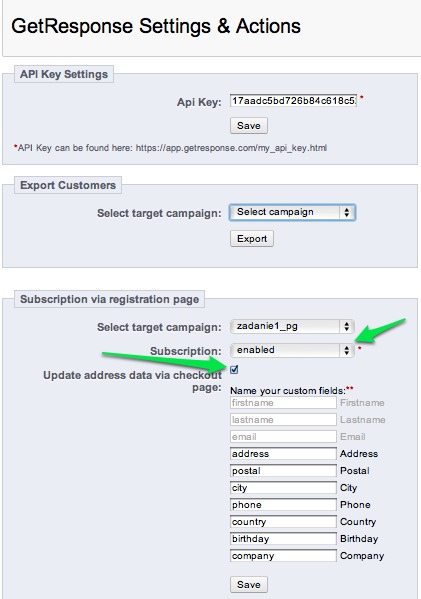 GetResponse Settings & Actions
API Key Settings
API Key: 17aadc5bd726b84c618c5 *
Save
*API Key can be found here: https://app.getresponse.com/my_api_key.html
Export Customers
Select target campaign: Select campaign
Export
Subscription via registration page
Select target campaign: zadanie1_pg
Subscription: enabled *
Update address data via checkout
page:
Name your custom fields:**
firstname Firstname
lastname Lastname
email Email
address Address
postal Postal
city City
phone Phone
country Country
birthday Birthday
company Company
Save